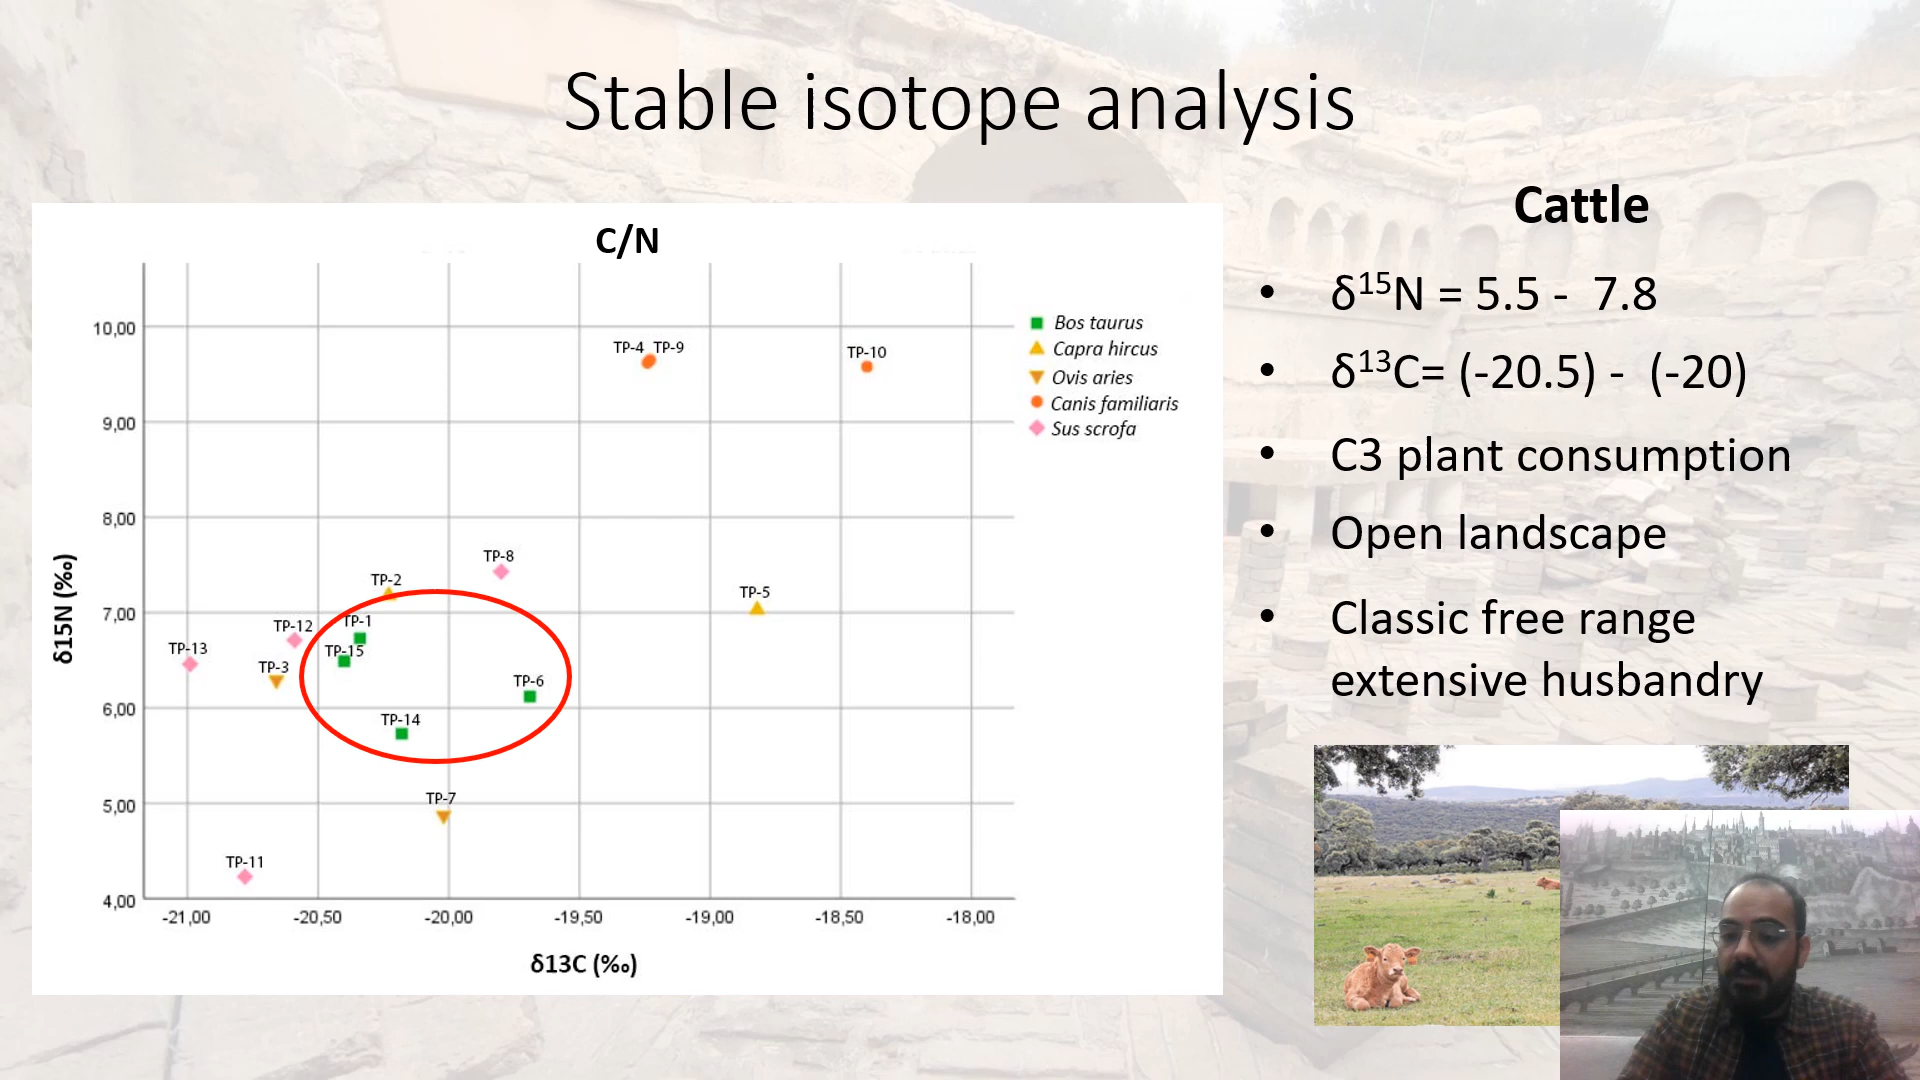 Stable isotope analysis
C/N
10,00
9,00
8,00
7,00
6,00
5,00
4,00
δ15N (‰)
-21,00
-20,50
-20,00
-19,50
-19,00
-18,50
-18,00
δ13C (‰)
TP-4 TP-9
TP-10
TP-8
TP-2
TP-5
TP-1
TP-12
TP-13
TP-15
TP-3
TP-6
TP-14
TP-7
TP-11
Bos taurus
Capra hircus
Ovis aries
Canis familiaris
Sus scrofa
Cattle
• δ¹⁵N = 5.5 - 7.8
• δ¹³C= (-20.5) - (-20)
• C3 plant consumption
• Open landscape
• Classic free range
extensive husbandry